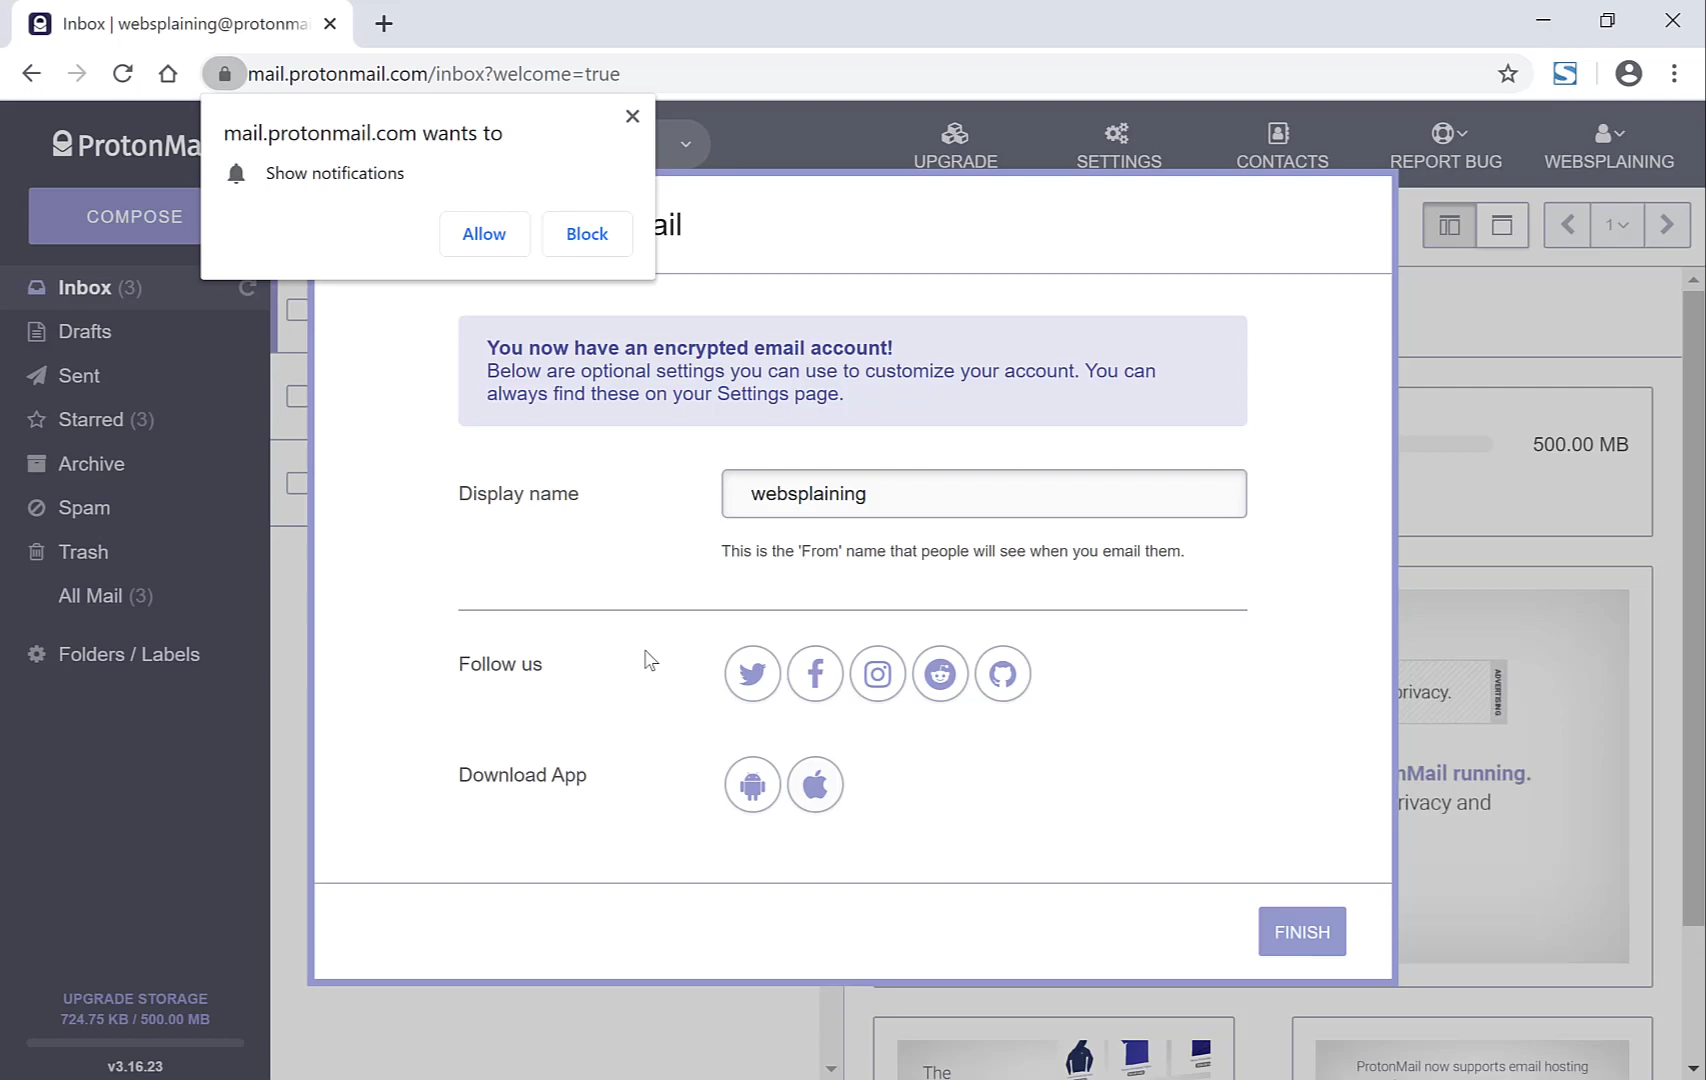 Inbox | websplaining@protonma
mail.protonmail.com/inbox?welcome=true
mail.protonmail.com wants to
Show notifications
Allow
Block
ProtonMa
UPGRADE
SETTINGS
CONTACTS
REPORT BUG
WEBSPLAINING
COMPOSE
ail
1
Inbox (3)
Drafts
Sent
Starred (3)
Archive
Spam
Trash
All Mail (3)
Folders / Labels
You now have an encrypted email account!
Below are optional settings you can use to customize your account. You can
always find these on your Settings page.
Display name
websplaining
This is the 'From' name that people will see when you email them.
Follow us
Download App
FINISH
500.00 MB
privacy.
ADVERTISING
nMail running.
rivacy and
UPGRADE STORAGE
724.75 KB / 500.00 MB
v3.16.23
The
ProtonMail now supports email hosting